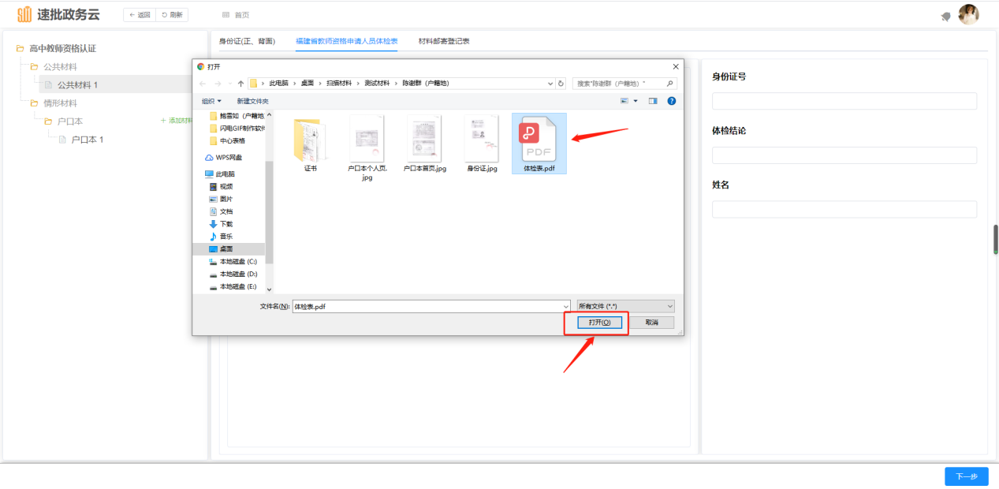 速批政务云
返回
刷新
首页
高中教师资格认证
公共材料
公共材料 1
情形材料
户口本
+ 添加材料
户口本 1
身份证(正、背面)
福建省教师资格申请人员体检表
材料邮寄登记表
打开
此电脑 › 桌面 › 扫描材料 › 测试材料 › 陈谢群（户籍地）
搜索"陈谢群（户籍地）"
组织
新建文件夹
鲍雪如（户籍地
闪电GIF制作软件
中心表格
WPS网盘
此电脑
视频
图片
文档
下载
音乐
桌面
本地磁盘 (C:)
本地磁盘 (D:)
本地磁盘 (E:)
证书
户口本个人页.
jpg
户口本首页.jpg
身份证.jpg
PDF
体检表.pdf
文件名(N):
体检表.pdf
所有文件 (*.*)
打开(O)
取消
身份证号
体检结论
姓名
下一步